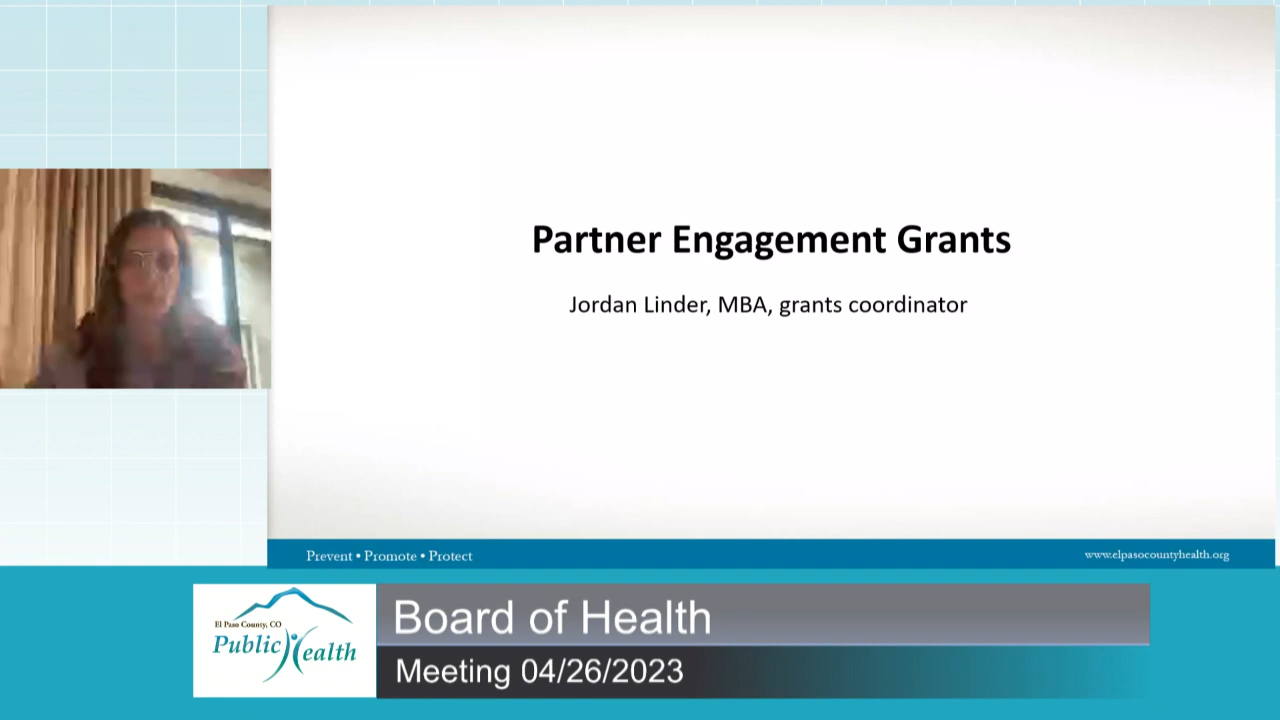 Partner Engagement Grants
Jordan Linder, MBA, grants coordinator
Prevent • Promote • Protect
www.elpasocountyhealth.org
El Paso County, CO
Public Health
Board of Health
Meeting 04/26/2023